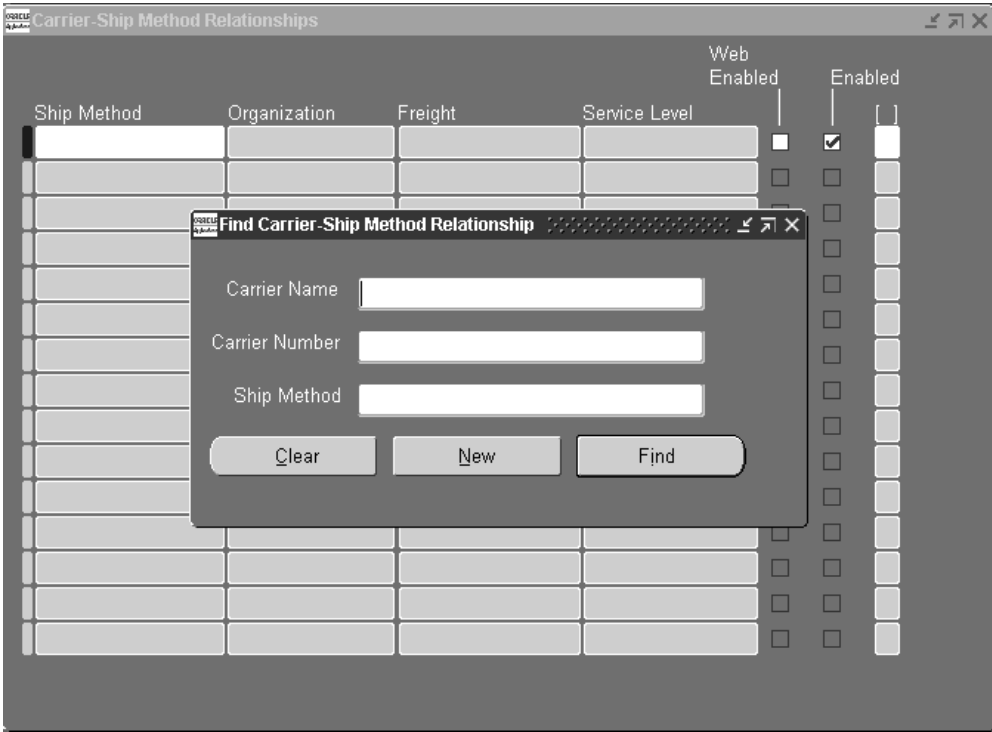 Carrier-Ship Method Relationships
Web
Enabled
Enabled
Ship Method Organization Freight Service Level [ ]
Find Carrier-Ship Method Relationship
Carrier Name
Carrier Number
Ship Method
Clear New Find